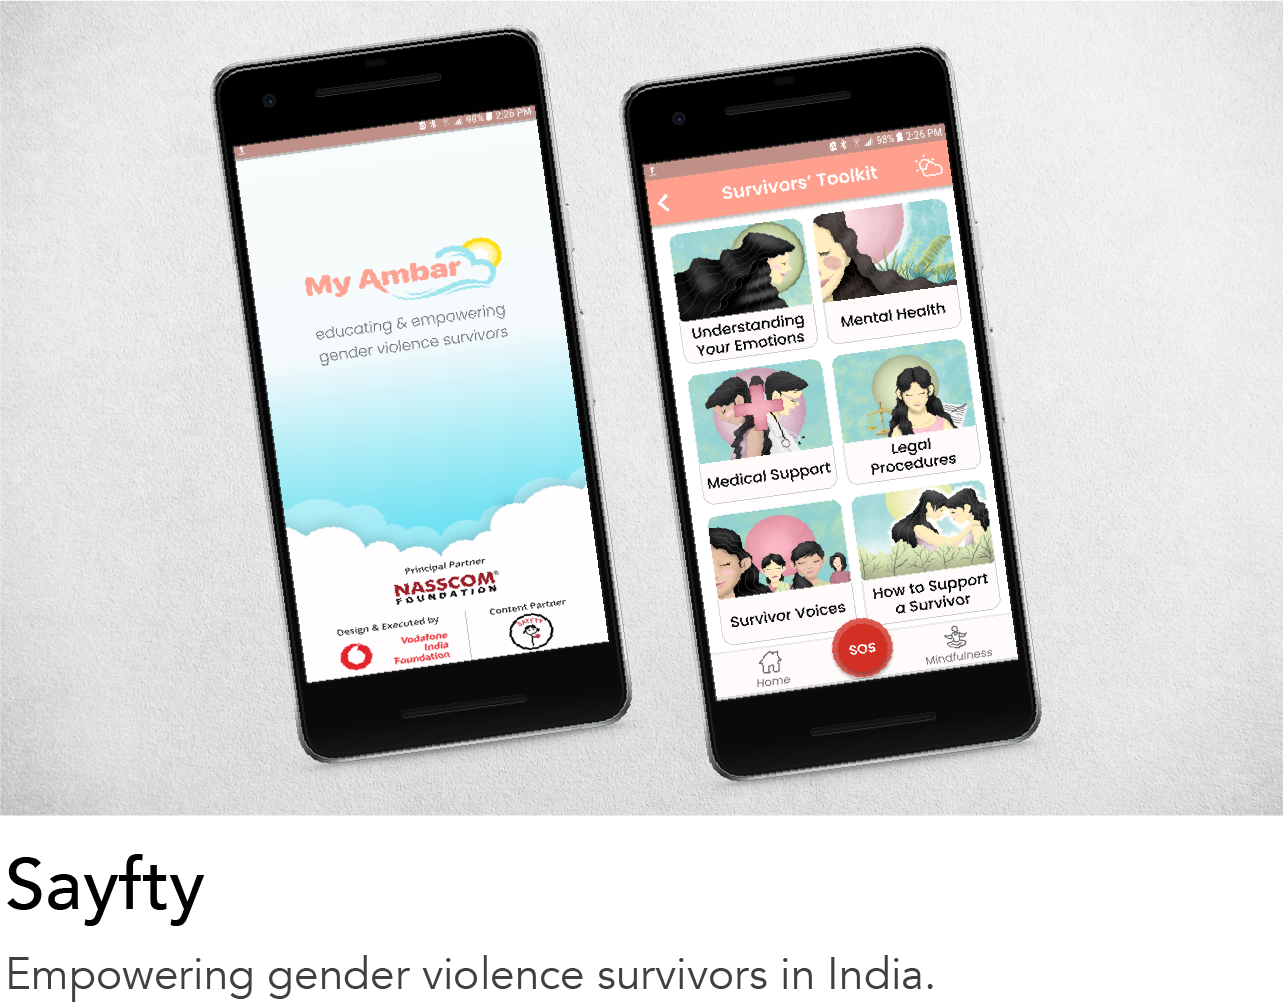 98% 2:26 PM
My Ambar
educating & empowering
gender violence survivors
Principal Partner
NASSCOM®
FOUNDATION
Design & Executed by
Vodafone
India
Foundation
Content Partner
SAYFTY
98% 2:26 PM
Survivors' Toolkit
Understanding
Your Emotions
Mental Health
Medical Support
Legal
Procedures
Survivor Voices
How to Support
a Survivor
Home
SOS
Mindfulness
Sayfty
Empowering gender violence survivors in India.